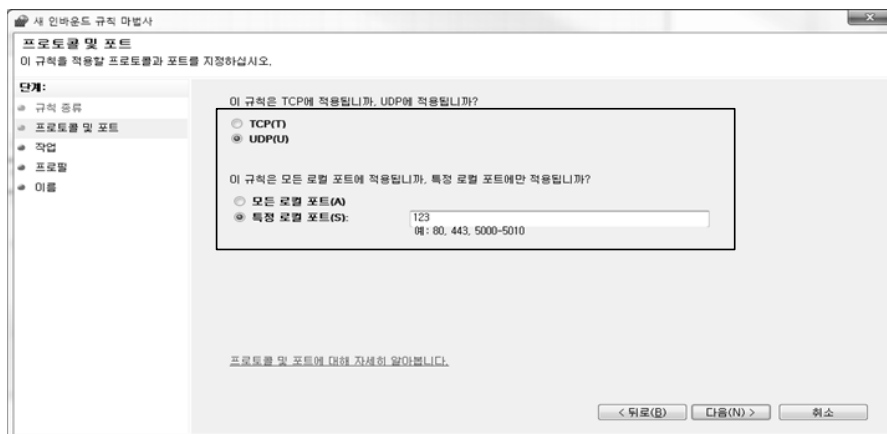 새 인바운드 규칙 마법사
프로토콜 및 포트
이 규칙을 적용할 프로토콜과 포트를 지정하십시오.
단계:
규칙 종류
프로토콜 및 포트
작업
프로필
이름
이 규칙은 TCP에 적용됩니까, UDP에 적용됩니까?
TCP(T)
UDP(U)
이 규칙은 모든 로컬 포트에 적용됩니까, 특정 로컬 포트에만 적용됩니까?
모든 로컬 포트(A)
특정 로컬 포트(S): 123
예: 80, 443, 5000-5010
프로토콜 및 포트에 대해 자세히 알아봅니다.
< 뒤로(B) 다음(N) > 취소